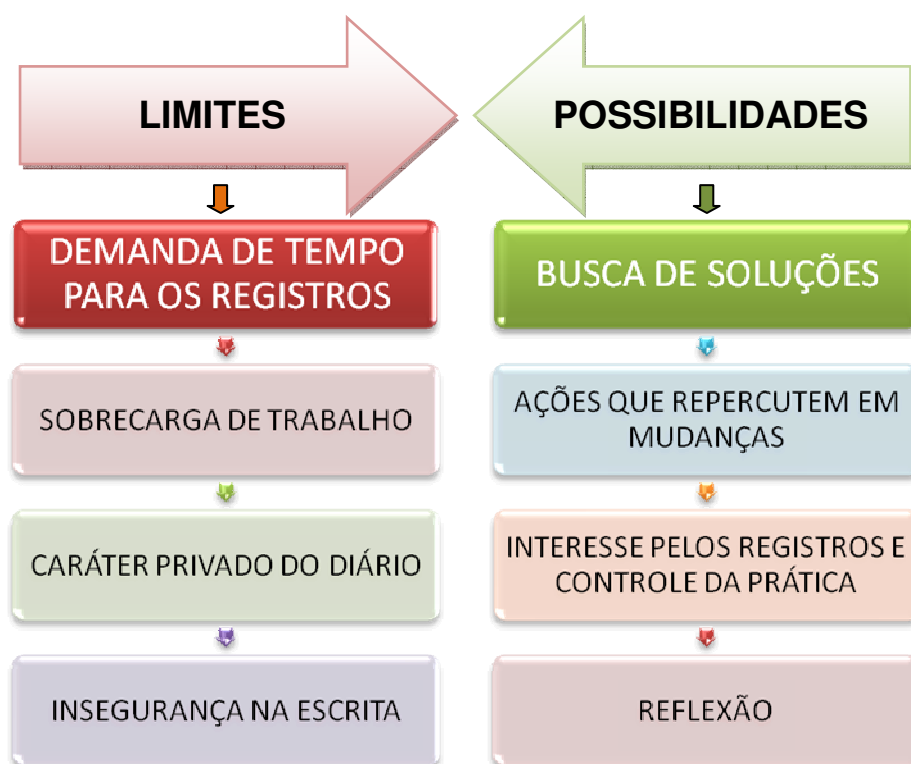 LIMITES
DEMANDA DE TEMPO
PARA OS REGISTROS
SOBRECARGA DE TRABALHO
CARÁTER PRIVADO DO DIÁRIO
INSEGURANÇA NA ESCRITA
POSSIBILIDADES
BUSCA DE SOLUÇÕES
AÇÕES QUE REPERCUTEM EM
MUDANÇAS
INTERESSE PELOS REGISTROS E
CONTROLE DA PRÁTICA
REFLEXÃO